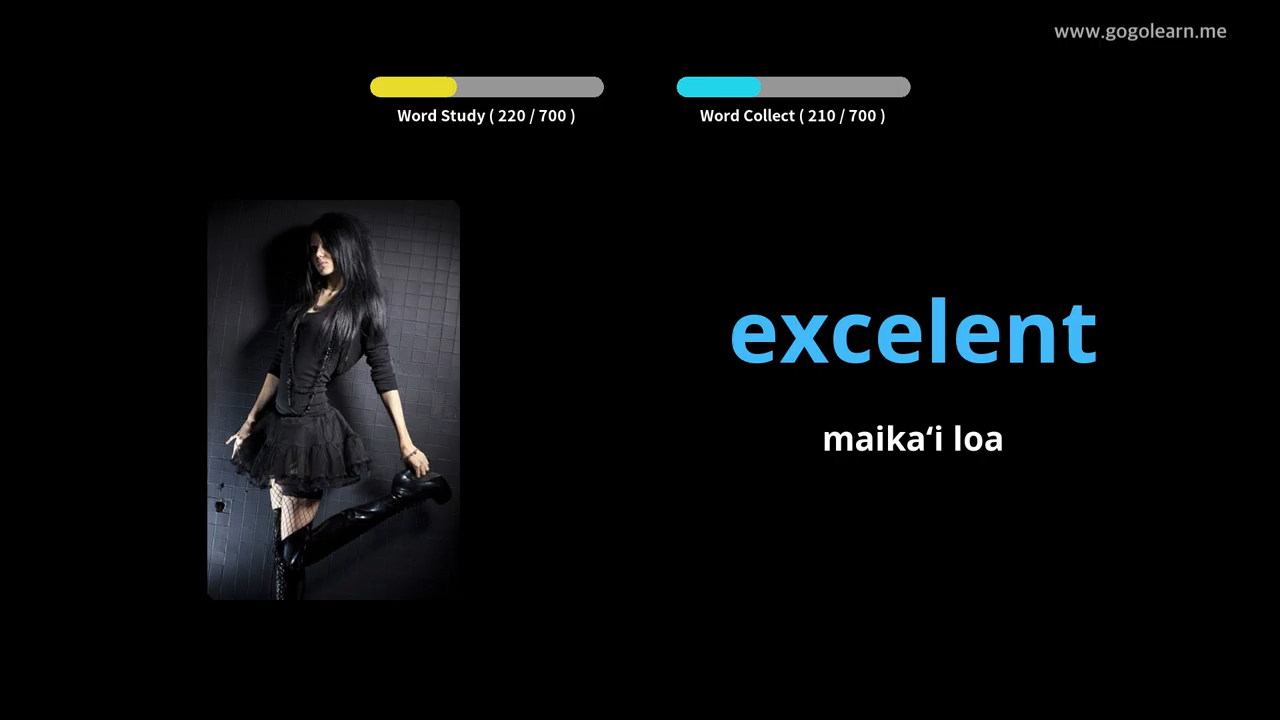 www.gogolearn.me
Word Study ( 220 / 700 )
Word Collect ( 210 / 700 )
excelent
maikaʻi loa